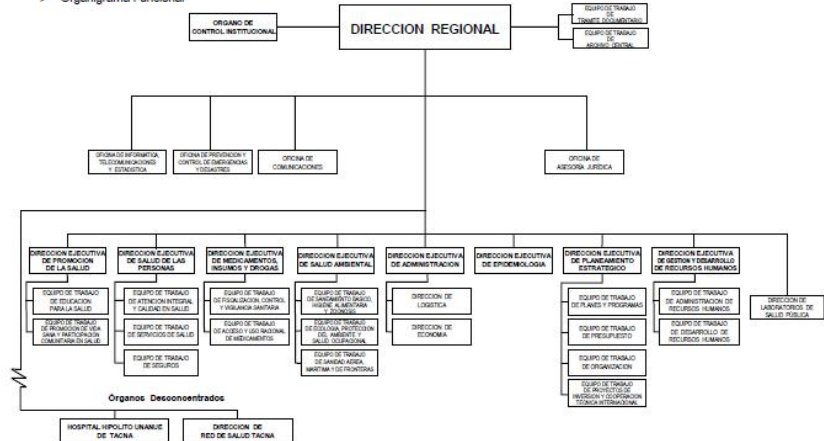 Organigrama Funcional
ORGANO DE
CONTROL INSTITUCIONAL
DIRECCION REGIONAL
EQUIPO DE TRABAJO
DE
TRAMITE DOCUMENTARIO
EQUIPO DE TRABAJO
DE
ARCHIVO CENTRAL
OFICINA DE INFORMATICA,
TELECOMUNICACIONES
Y ESTADISTICA
OFICINA DE PREVENCION Y
CONTROL DE EMERGENCIAS
Y DESASTRES
OFICINA DE
COMUNICACIONES
OFICINA DE
ASESORÍA JURÍDICA
DIRECCION EJECUTIVA
DE PROMOCION
DE LA SALUD
DIRECCION EJECUTIVA
DE SALUD DE LAS
PERSONAS
DIRECCION EJECUTIVA
DE MEDICAMENTOS,
INSUMOS Y DROGAS
DIRECCION EJECUTIVA
DE SALUD AMBIENTAL
DIRECCION EJECUTIVA
DE ADMINISTRACION
DIRECCION EJECUTIVA
DE EPIDEMIOLOGIA
DIRECCION EJECUTIVA
DE PLANEAMIENTO
ESTRATEGICO
DIRECCION EJECUTIVA
DE GESTION Y DESARROLLO
DE RECURSOS HUMANOS
DIRECCION DE
LABORATORIOS DE
SALUD PÚBLICA
EQUIPO DE TRABAJO
DE EDUCACION
PARA LA SALUD
EQUIPO DE TRABAJO
DE PROMOCION DE VIDA
SANA Y PARTICIPACIÓN
COMUNITARIA EN SALUD
EQUIPO DE TRABAJO
DE ATENCION INTEGRAL
Y CALIDAD EN SALUD
EQUIPO DE TRABAJO
DE SERVICIOS DE SALUD
EQUIPO DE TRABAJO
DE SEGUROS
EQUIPO DE TRABAJO
DE FISCALIZACION, CONTROL
Y VIGILANCIA SANITARIA
EQUIPO DE TRABAJO
DE ACCESO Y USO RACIONAL
DE MEDICAMENTOS
EQUIPO DE TRABAJO
DE SANEAMIENTO BASICO,
HIGIENE ALIMENTARIA
Y ZOONOSIS
EQUIPO DE TRABAJO
DE ECOLOGIA, PROTECCION
DEL AMBIENTE Y
SALUD OCUPACIONAL
EQUIPO DE TRABAJO
DE SANIDAD AEREA,
MARITIMA Y DE FRONTERAS
DIRECCION DE
LOGISTICA
DIRECCION DE
ECONOMIA
EQUIPO DE TRABAJO
DE PLANES Y PROGRAMAS
EQUIPO DE TRABAJO
DE PRESUPUESTO
EQUIPO DE TRABAJO
DE ORGANIZACION
EQUIPO DE TRABAJO
DE PROYECTOS DE
INVERSION Y COOPERACION
TECNICA INTERNACIONAL
EQUIPO DE TRABAJO
DE ADMINISTRACION DE
RECURSOS HUMANOS
EQUIPO DE TRABAJO
DE DESARROLLO DE
RECURSOS HUMANOS
Órganos Desconcentrados
HOSPITAL HIPOLITO UNANUE
DE TACNA
DIRECCION DE
RED DE SALUD TACNA